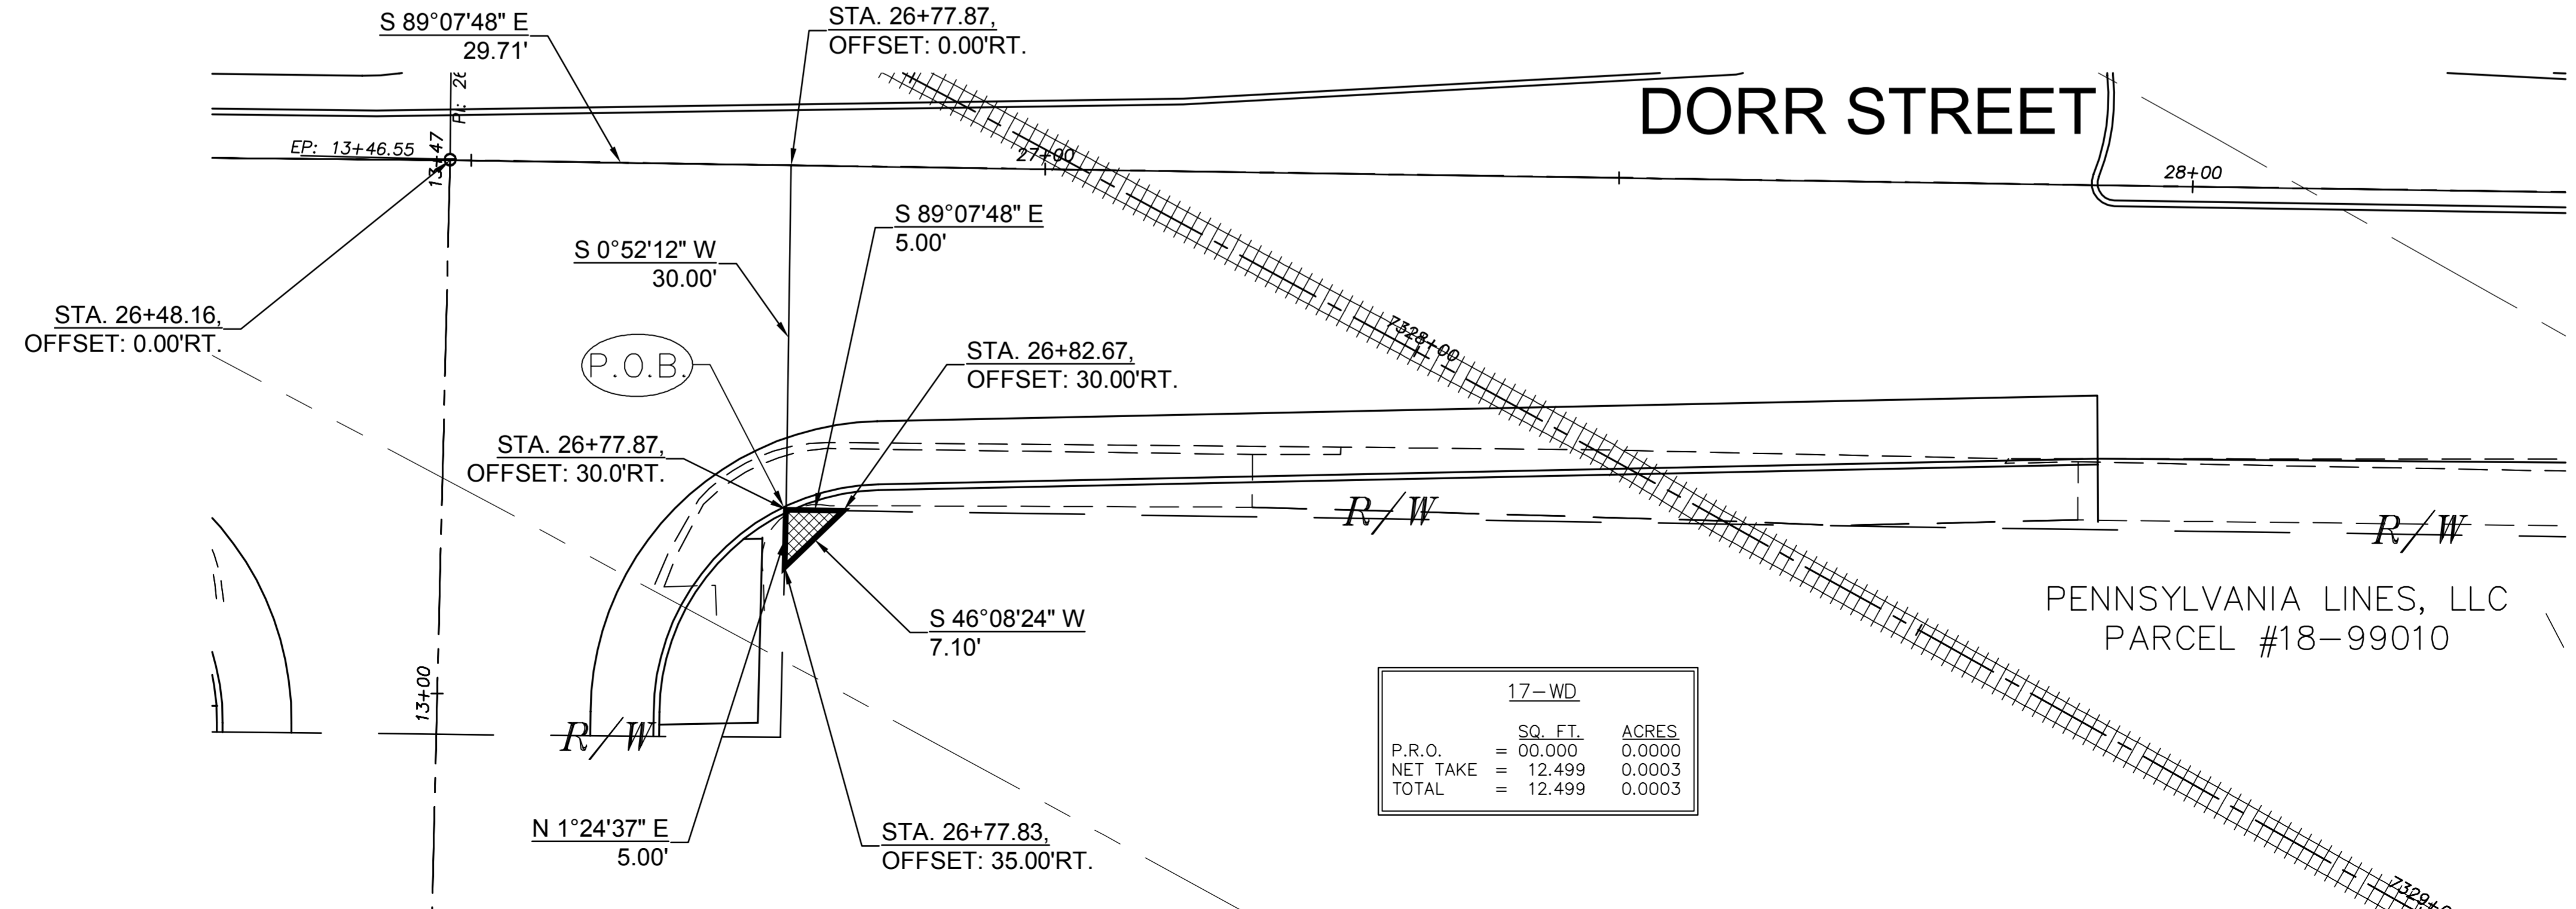 S 89°07'48" E
29.71'
STA. 26+77.87,
OFFSET: 0.00'RT.
DORR STREET
EP: 13+46.55
13+47
27+00
28+00
S 89°07'48" E
5.00'
S 0°52'12" W
30.00'
STA. 26+48.16,
OFFSET: 0.00'RT.
7328+00
P.O.B.
STA. 26+82.67,
OFFSET: 30.00'RT.
STA. 26+77.87,
OFFSET: 30.0'RT.
R/W
R/W
PENNSYLVANIA LINES, LLC
PARCEL #18-99010
S 46°08'24" W
7.10'
13+00
R/W
17-WD
SQ. FT. ACRES
P.R.O. = 00.000 0.0000
NET TAKE = 12.499 0.0003
TOTAL = 12.499 0.0003
N 1°24'37" E
5.00'
STA. 26+77.83,
OFFSET: 35.00'RT.